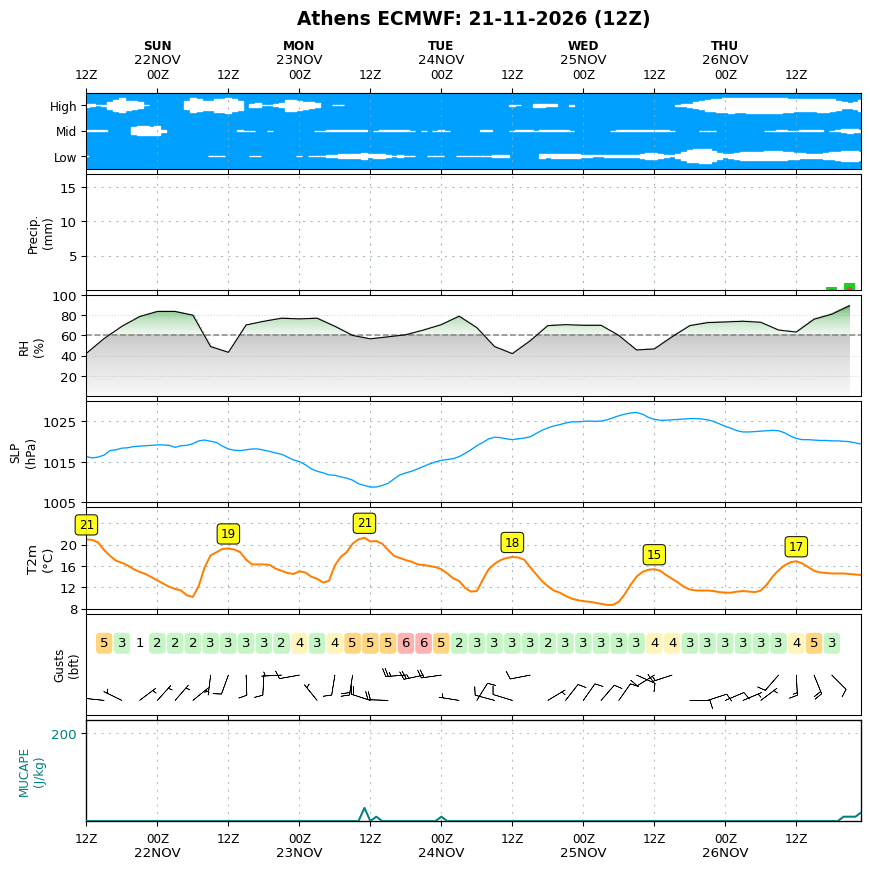 Athens ECMWF: 21-11-2026 (12Z)
SUN MON TUE WED THU
22NOV 23NOV 24NOV 25NOV 26NOV
12Z 00Z 12Z 00Z 12Z 00Z 12Z 00Z 12Z 00Z 12Z
High
Mid
Low
Precip.
(mm)
15
10
5
RH
(%)
100
80
60
40
20
SLP
(hPa)
1025
1015
1005
T2m
(°C)
20
16
12
8
21 19 21 18 15 17
Gusts
(bft)
5 3 1 2 2 2 3 3 3 3 2 4 3 4 5 5 5 6 6 5 2 3 3 3 3 2 3 3 3 3 3 4 4 3 3 3 3 3 3 4 5 3
MUCAPE
(J/kg)
200
12Z 00Z 12Z 00Z 12Z 00Z 12Z 00Z 12Z 00Z 12Z
22NOV 23NOV 24NOV 25NOV 26NOV